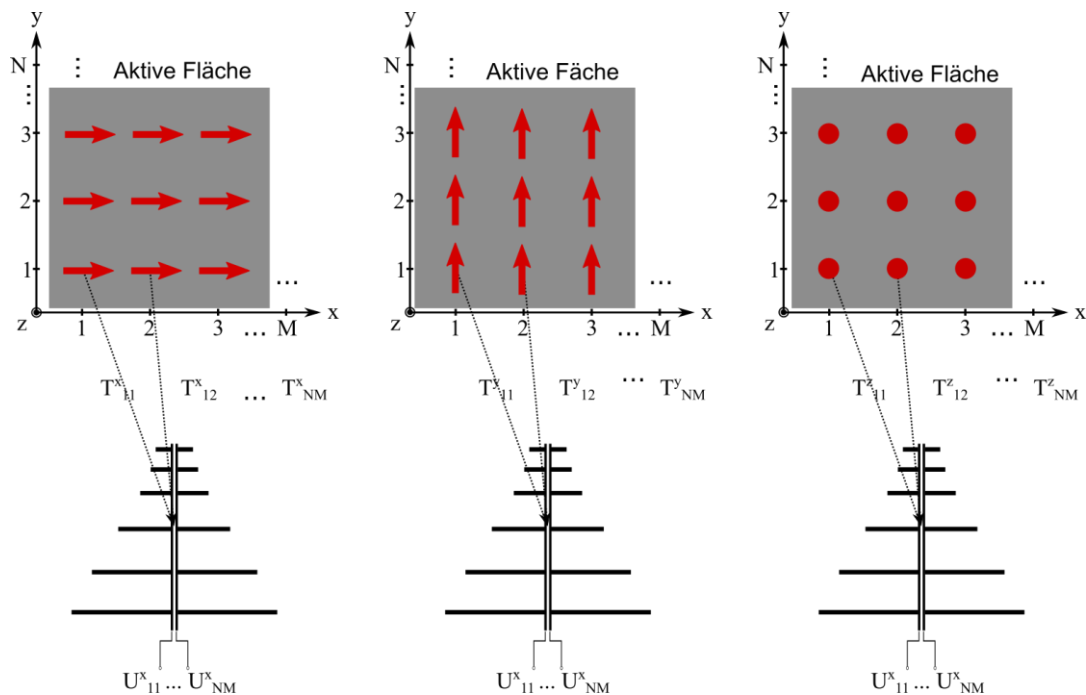 y
N
⋮
Aktive Fläche
⋮
3
2
1
...
z
1
2
3
...
M
x
T^x_11
T^x_12
...
T^x_NM
U^x_11 ... U^x_NM
y
N
⋮
Aktive Fäche
⋮
3
2
1
...
z
1
2
3
...
M
x
T^y_11
T^y_12
...
T^y_NM
U^x_11 ... U^x_NM
y
N
⋮
Aktive Fläche
⋮
3
2
1
...
z
1
2
3
...
M
x
T^z_11
T^z_12
...
T^z_NM
U^x_11 ... U^x_NM